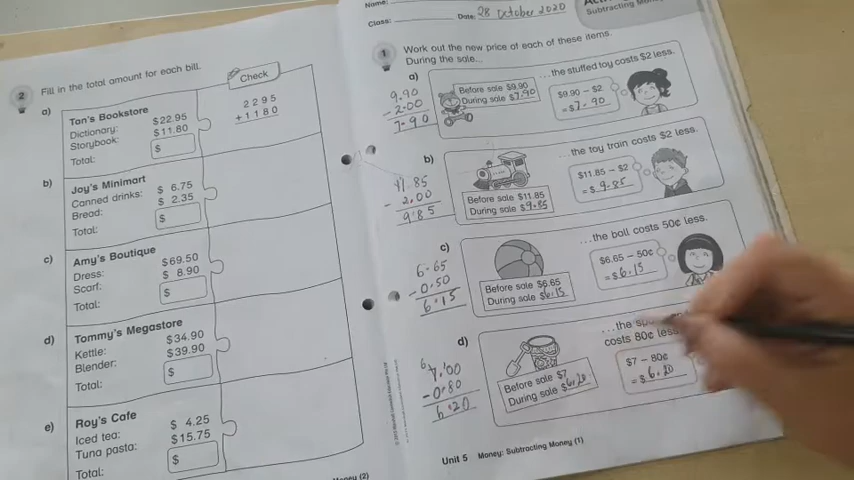 2 Fill in the total amount for each bill.
Check
a) Tan's Bookstore
Dictionary: $22.95
Storybook: $11.80
Total: $
2295
+ 1180
b) Joy's Minimart
Canned drinks: $ 6.75
Bread: $ 2.35
Total: $
c) Amy's Boutique
Dress: $69.50
Scarf: $ 8.90
Total: $
d) Tommy's Megastore
Kettle: $34.90
Blender: $39.90
Total: $
e) Roy's Cafe
Iced tea: $ 4.25
Tuna pasta: $15.75
Total: $
Money (2)
Name:
Class: Date: 28 October 2020
Subtracting Money
1 Work out the new price of each of these items.
During the sale...
a) ...the stuffed toy costs $2 less.
9.90
- 2.00
7.90
Before sale $9.90
During sale $7.90
$9.90 – $2
= $7.90
b) ...the toy train costs $2 less.
11.85
- 2.00
9.85
Before sale $11.85
During sale $9.85
$11.85 – $2
= $9.85
c) ...the ball costs 50¢ less.
6.65
- 0.50
6.15
Before sale $6.65
During sale $6.15
$6.65 – 50¢
= $6.15
d) ...the
costs 80¢ less.
6
7.00
- 0.80
6.20
Before sale $7
During sale $6.20
$7 – 80¢
= $6.20
Unit 5 Money: Subtracting Money (1)